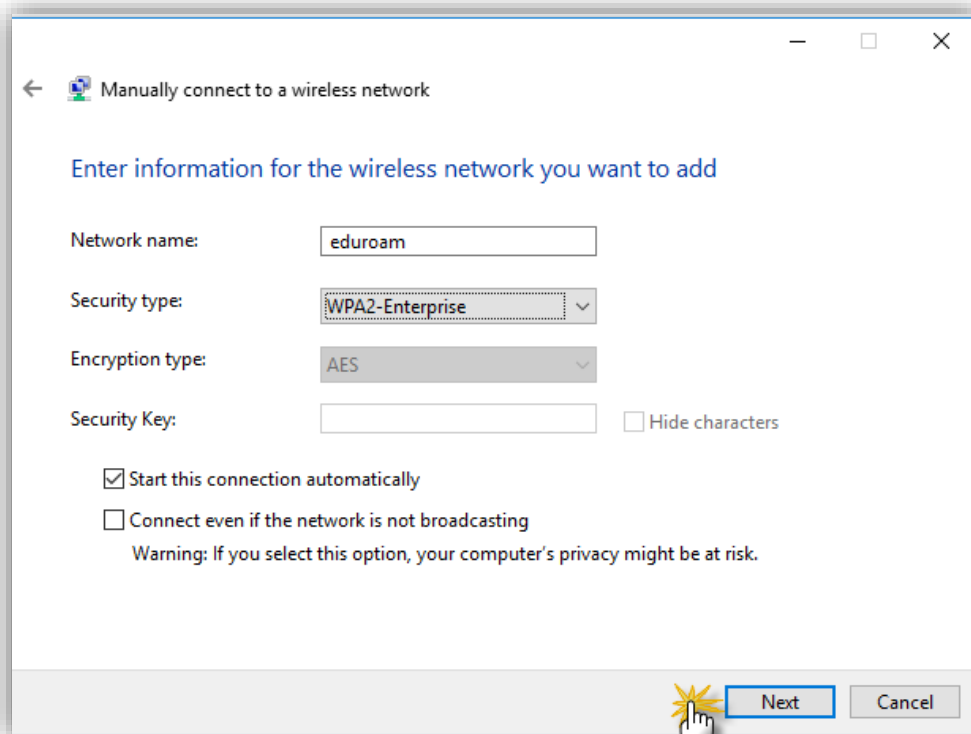 Manually connect to a wireless network
Enter information for the wireless network you want to add
Network name: eduroam
Security type: WPA2-Enterprise
Encryption type: AES
Security Key: Hide characters
Start this connection automatically
Connect even if the network is not broadcasting
Warning: If you select this option, your computer's privacy might be at risk.
Next Cancel